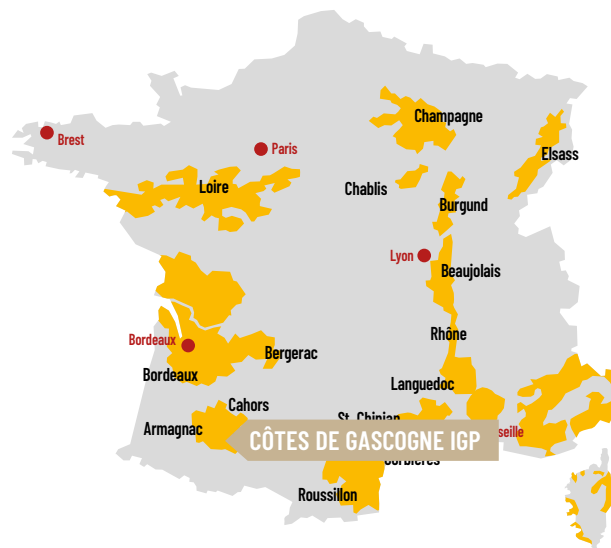 Champagne
Brest
Paris
Elsass
Loire
Chablis
Burgund
Lyon
Beaujolais
Bordeaux
Rhône
Bergerac
Bordeaux
Languedoc
Cahors
Armagnac
CÔTES DE GASCOGNE IGP
seille
Roussillon